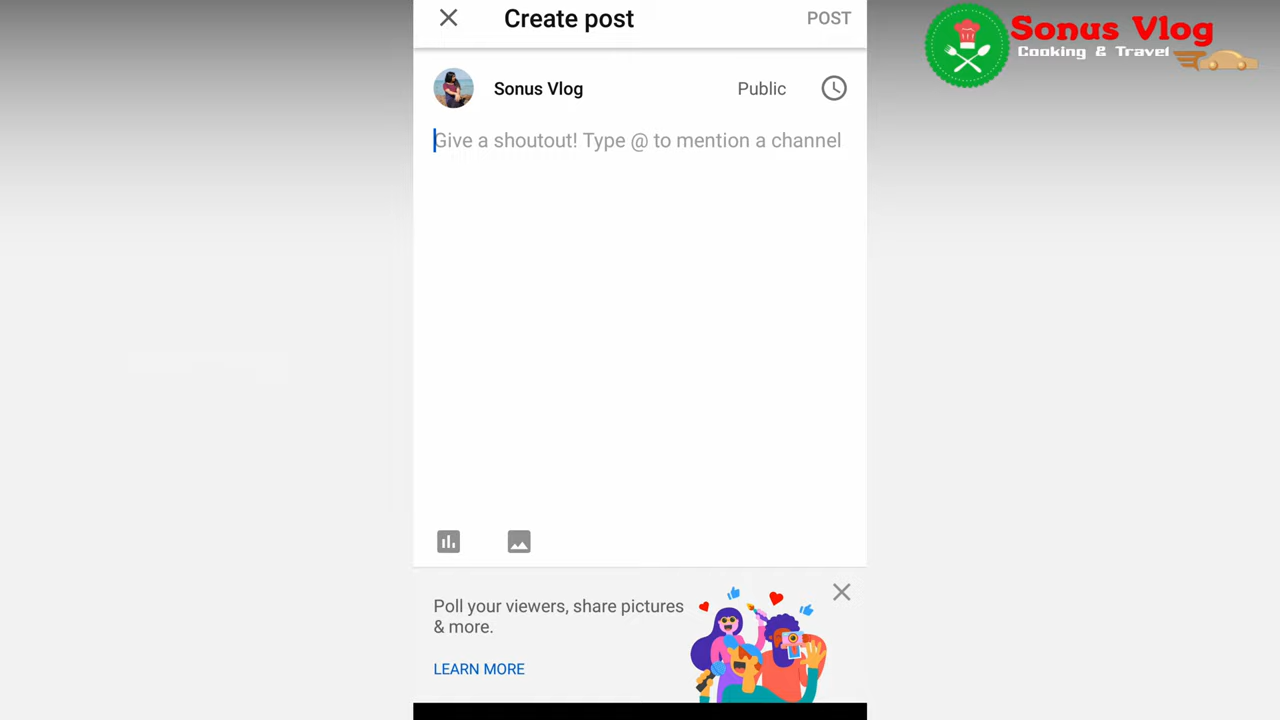 Create post
POST
Sonus Vlog
Cooking & Travel
Sonus Vlog
Public
Give a shoutout! Type @ to mention a channel
Poll your viewers, share pictures
& more.
LEARN MORE